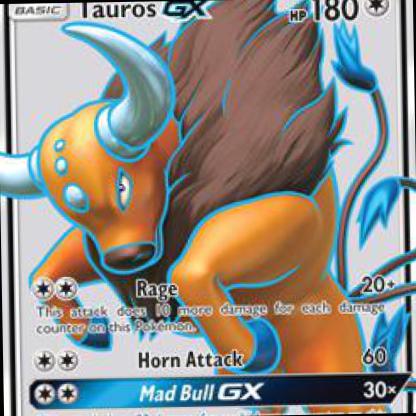 BASIC Tauros GX HP 180
Rage 20+
This attack does 10 more damage for each damage
counter on this Pokémon.
Horn Attack 60
Mad Bull GX 30×